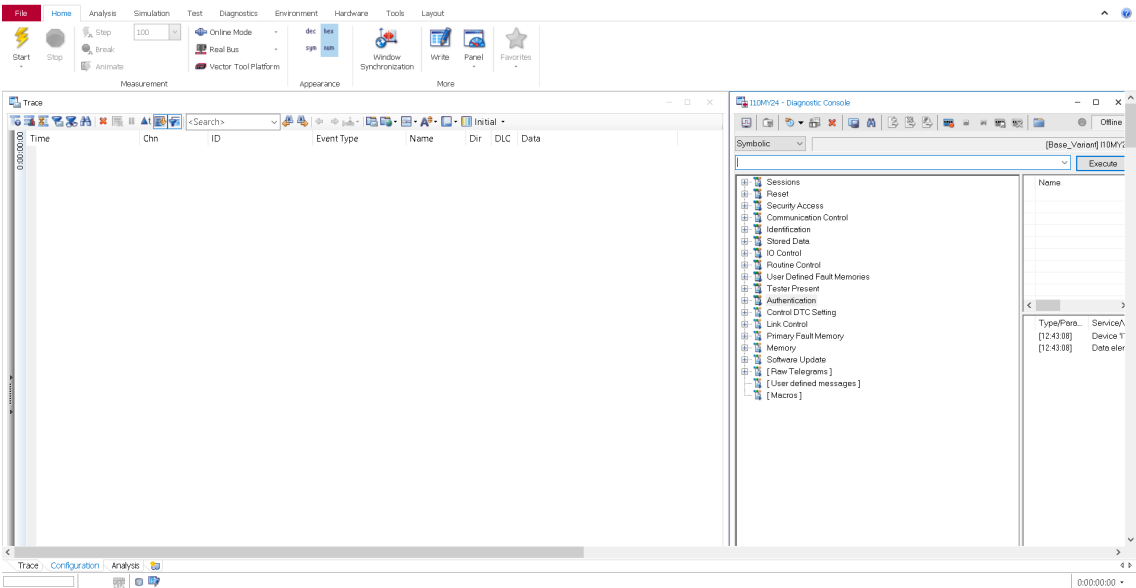 File Home Analysis Simulation Test Diagnostics Environment Hardware Tools Layout
Start Stop Step 100 Break Animate
Online Mode
Real Bus
Vector Tool Platform
dec hex
sym num
Window Synchronization
Write Panel Favorites
Measurement Appearance More
Trace
<Search> Initial
Time Chn ID Event Type Name Dir DLC Data
0:00:00:00
I10MY24 - Diagnostic Console
Offline
Symbolic
[Base_Variant] I10MY2
Execute
Sessions
Reset
Security Access
Communication Control
Identification
Stored Data
IO Control
Routine Control
User Defined Fault Memories
Tester Present
Authentication
Control DTC Setting
Link Control
Primary Fault Memory
Memory
Software Update
[ Raw Telegrams ]
[ User defined messages ]
[ Macros ]
Name
Type/Para... Service/
[12:43:08] Device
[12:43:08] Data eler
Trace Configuration Analysis
0:00:00:00